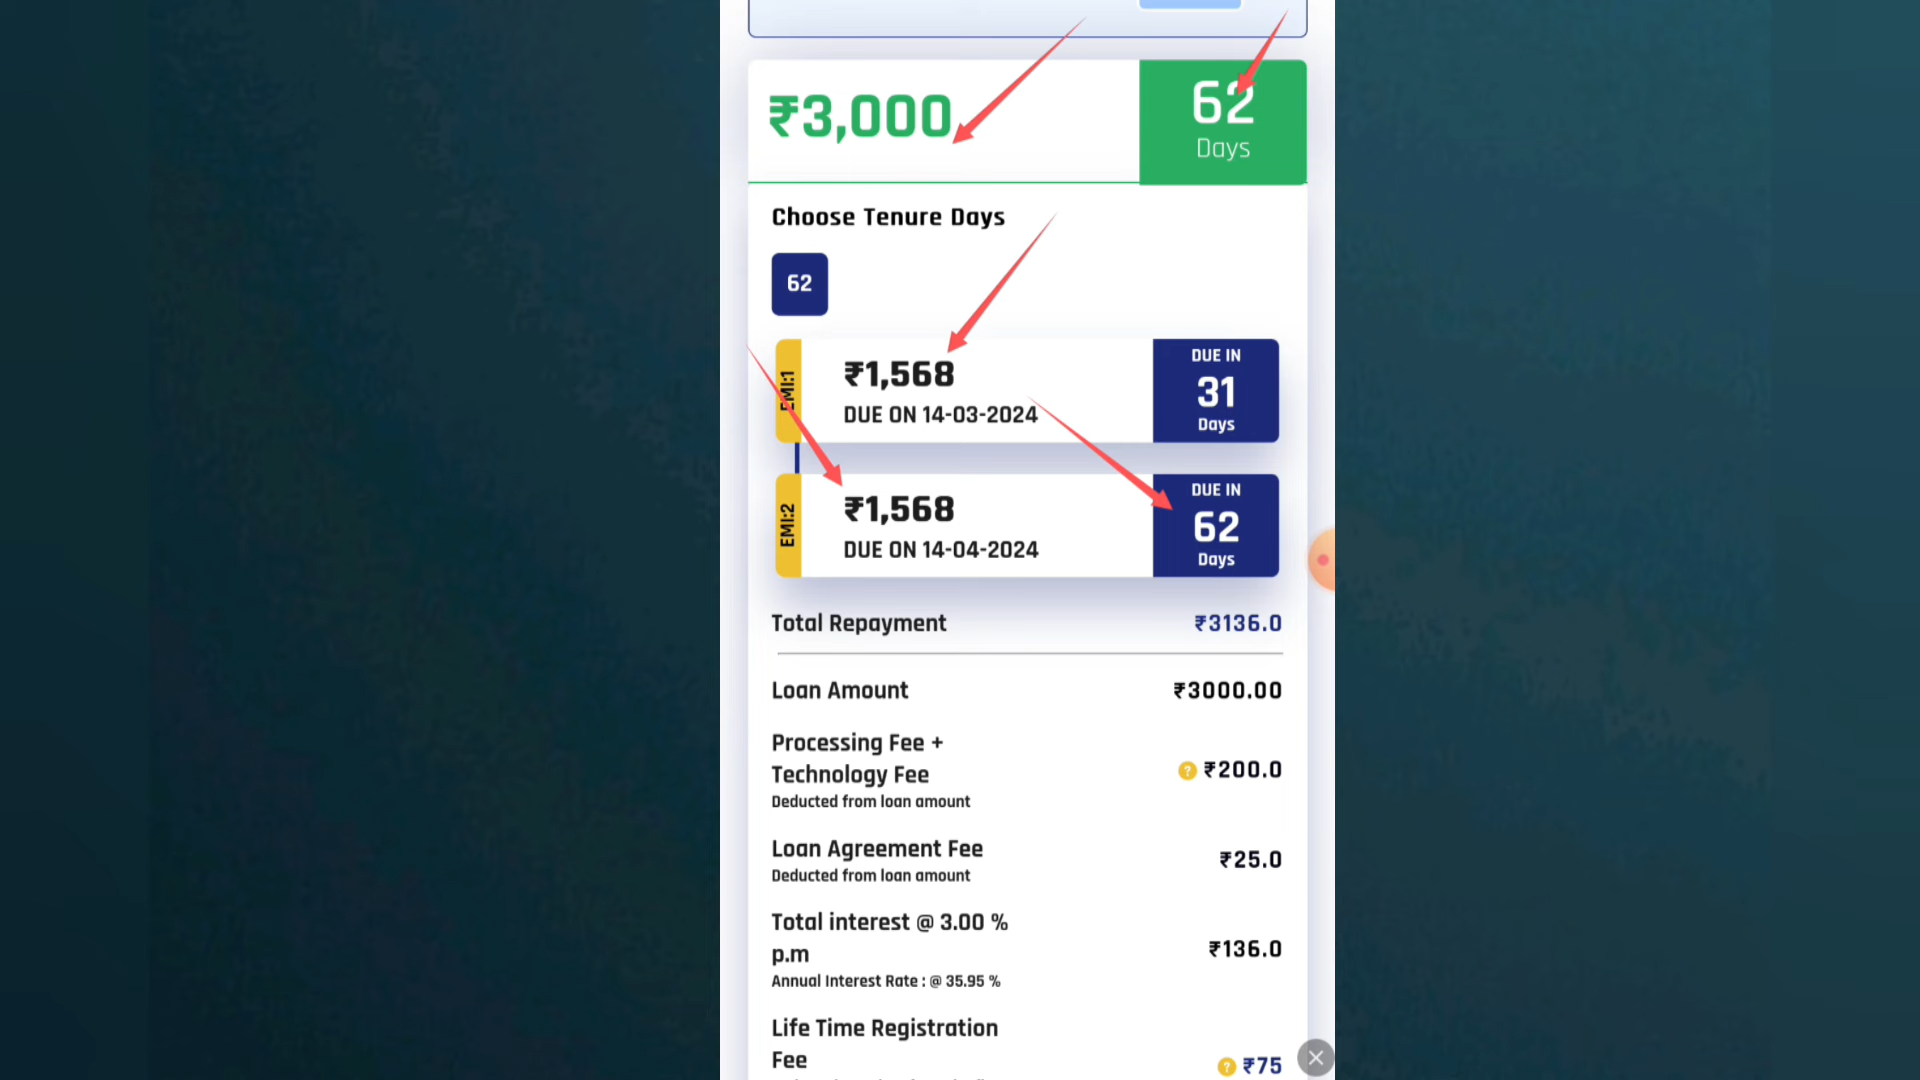 ₹3,000
62
Days
Choose Tenure Days
62
EMI:1
₹1,568
DUE ON 14-03-2024
DUE IN
31
Days
EMI:2
₹1,568
DUE ON 14-04-2024
DUE IN
62
Days
Total Repayment ₹3136.0
Loan Amount ₹3000.00
Processing Fee +
Technology Fee
Deducted from loan amount
? ₹200.0
Loan Agreement Fee
Deducted from loan amount
₹25.0
Total interest @ 3.00 %
p.m
Annual Interest Rate : @ 35.95 %
₹136.0
Life Time Registration
Fee
? ₹75